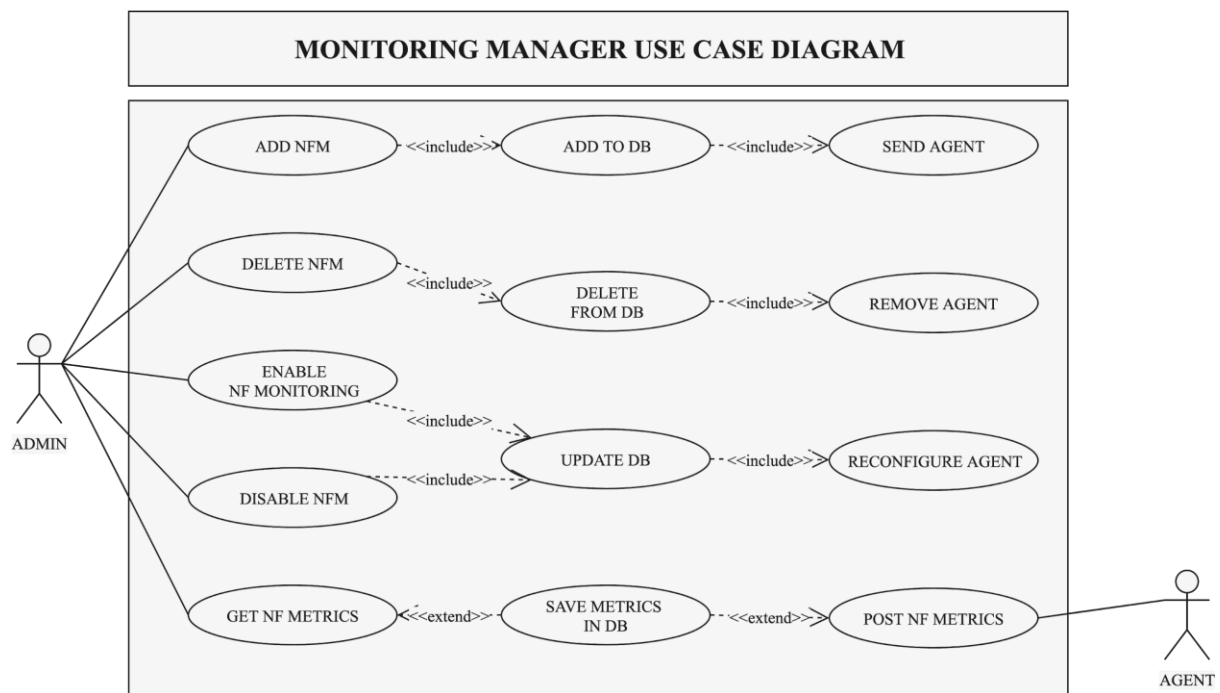 MONITORING MANAGER USE CASE DIAGRAM
ADD NFM
<<include>>
ADD TO DB
<<include>>
SEND AGENT
DELETE NFM
<<include>>
DELETE
FROM DB
<<include>>
REMOVE AGENT
ENABLE
NF MONITORING
<<include>>
UPDATE DB
<<include>>
RECONFIGURE AGENT
DISABLE NFM
<<include>>
ADMIN
GET NF METRICS
<<extend>>
SAVE METRICS
IN DB
<<extend>>
POST NF METRICS
AGENT